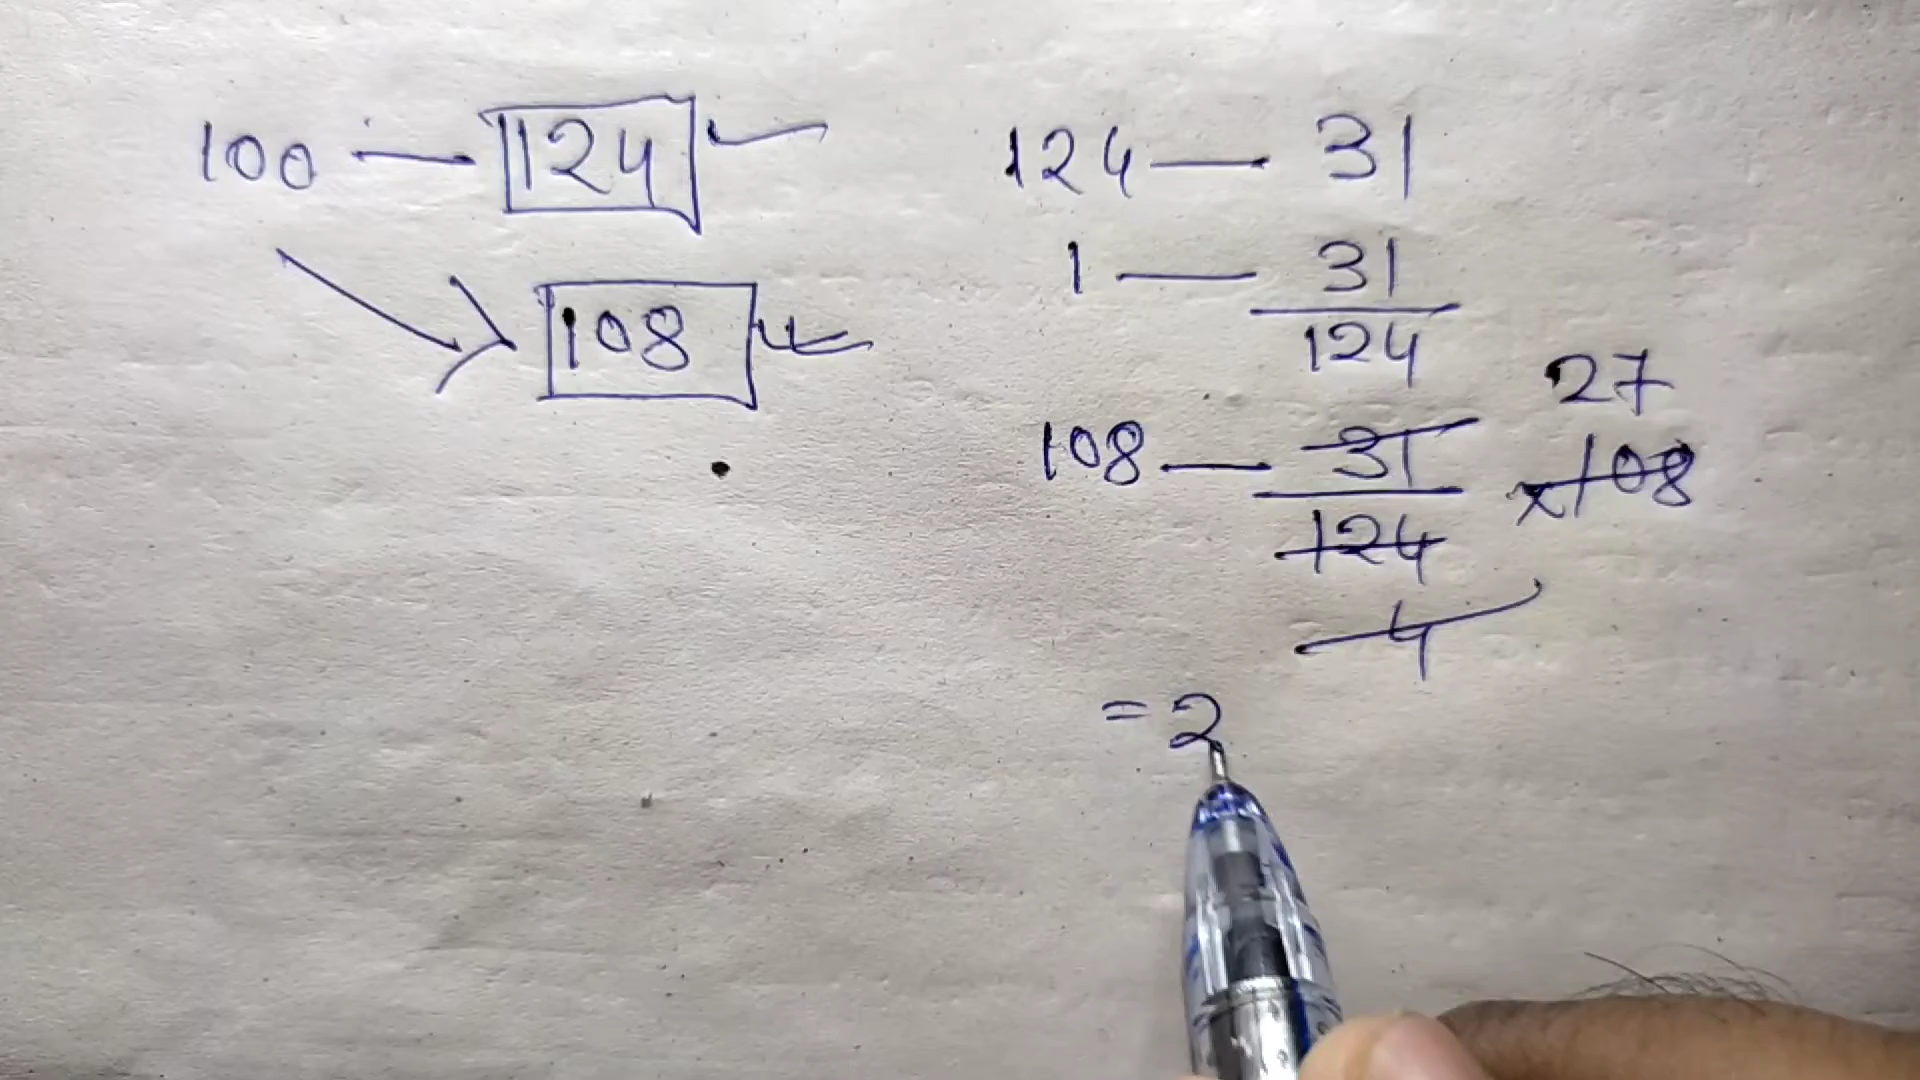 100 — 124
108
124 — 31
1 — 31
124
27
108 — 31 × 108
124
4
= 2